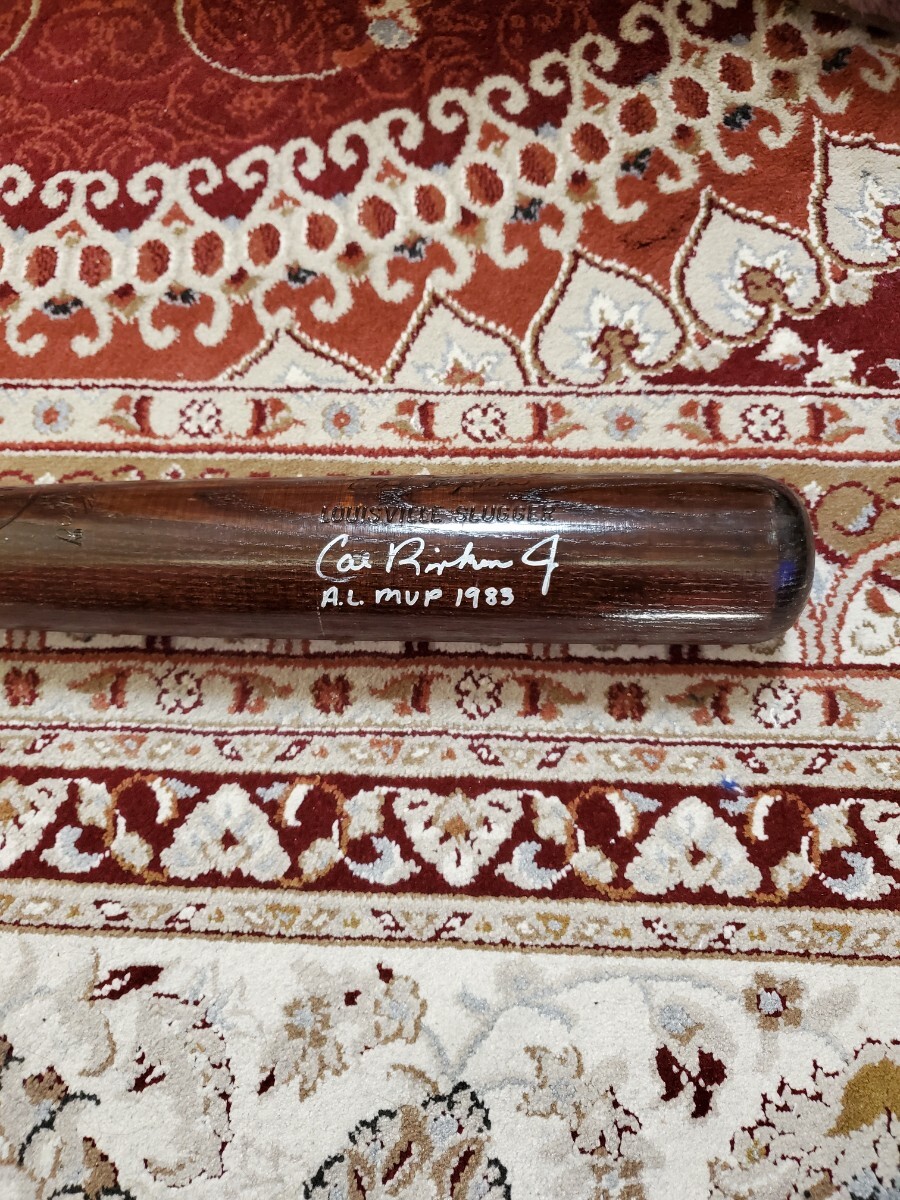 LOUISVILLE SLUGGER
Cal Ripken Jr
A.L. MVP 1983